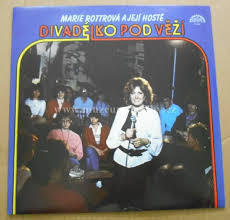 MARIE ROTTROVÁ A JEJÍ HOSTÉ
DIVADÉLKO POD VĚŽÍ